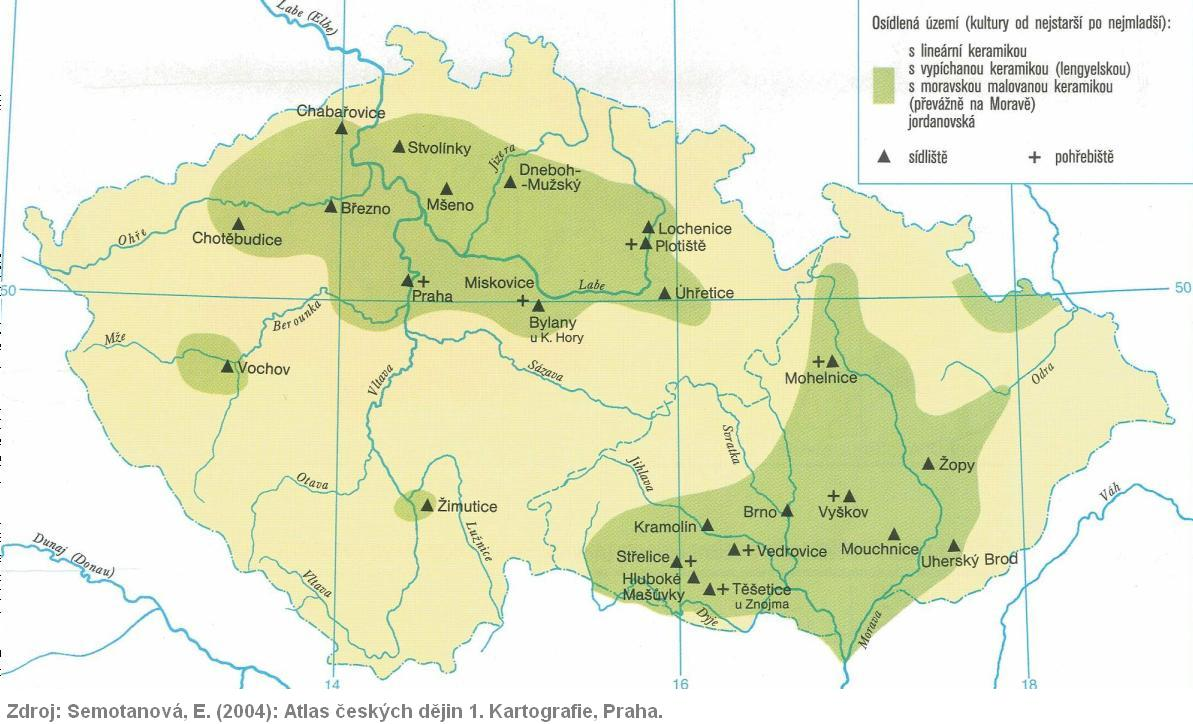 Labe (Elbe)
Osídlená území (kultury od nejstarší po nejmladší):
s lineární keramikou
s vypíchanou keramikou (lengyelskou)
s moravskou malovanou keramikou
(převážně na Moravě)
jordanovská
sídliště
pohřebiště
Chabařovice
Stvolínky
Jizera
Dneboh-
-Mužský
Mšeno
Březno
Lochenice
Ohře
Chotěbudice
Plotiště
50
Praha
Miskovice
Labe
Úhřetice
50
Berounka
Bylany
u K. Hory
Mže
Vochov
Vltava
Sázava
Mohelnice
Odra
Svratka
Jihlava
Žopy
Otava
Žimutice
Váh
Kramolín
Brno
Vyškov
Lužnice
Dunaj (Donau)
Střelice
Vedrovice
Mouchnice
Uherský Brod
Vltava
Hluboké
Mašůvky
Těšetice
u Znojma
Dyje
Morava
14
16
18
Zdroj: Semotanová, E. (2004): Atlas českých dějin 1. Kartografie, Praha.